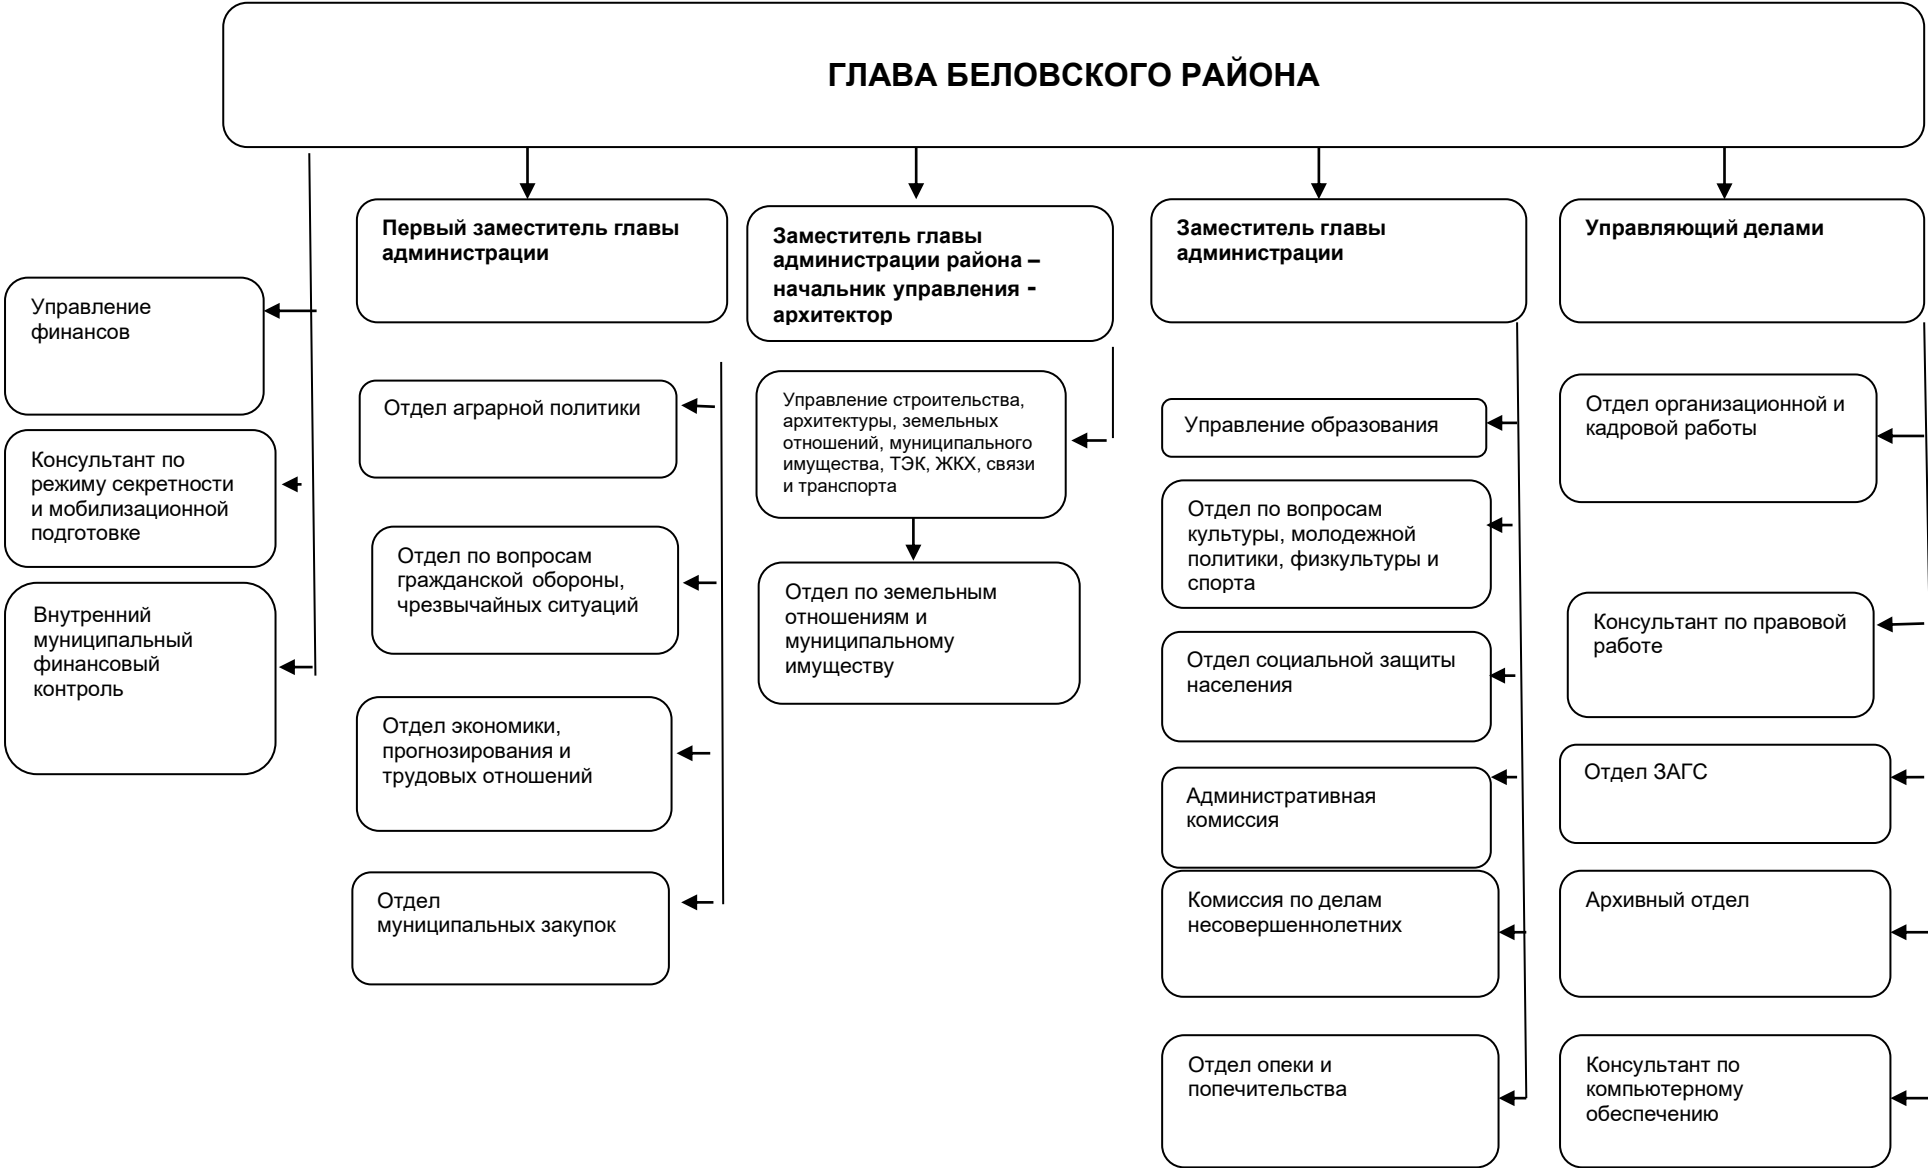 ГЛАВА БЕЛОВСКОГО РАЙОНА
Управление
финансов
Консультант по
режиму секретности
и мобилизационной
подготовке
Внутренний
муниципальный
финансовый
контроль
Первый заместитель главы
администрации
Отдел аграрной политики
Отдел по вопросам
гражданской обороны,
чрезвычайных ситуаций
Отдел экономики,
прогнозирования и
трудовых отношений
Отдел
муниципальных закупок
Заместитель главы
администрации района –
начальник управления -
архитектор
Управление строительства,
архитектуры, земельных
отношений, муниципального
имущества, ТЭК, ЖКХ, связи
и транспорта
Отдел по земельным
отношениям и
муниципальному
имуществу
Заместитель главы
администрации
Управление образования
Отдел по вопросам
культуры, молодежной
политики, физкультуры и
спорта
Отдел социальной защиты
населения
Административная
комиссия
Комиссия по делам
несовершеннолетних
Отдел опеки и
попечительства
Управляющий делами
Отдел организационной и
кадровой работы
Консультант по правовой
работе
Отдел ЗАГС
Архивный отдел
Консультант по
компьютерному
обеспечению